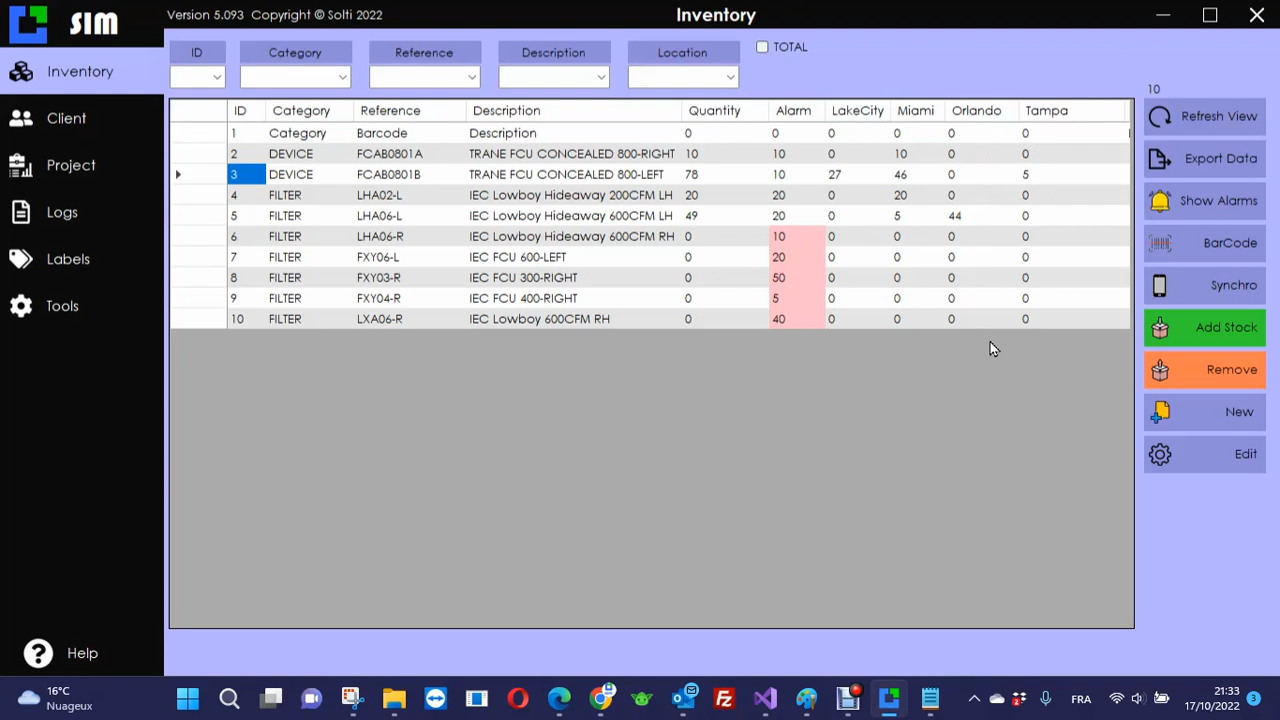 SIM
Version 5.093 Copyright © Solti 2022
Inventory
Inventory
Client
Project
Logs
Labels
Tools
Help
ID Category Reference Description Location
TOTAL
ID Category Reference Description Quantity Alarm LakeCity Miami Orlando Tampa
1 Category Barcode Description 0 0 0 0 0 0
2 DEVICE FCAB0801A TRANE FCU CONCEALED 800-RIGHT 10 10 0 10 0 0
3 DEVICE FCAB0801B TRANE FCU CONCEALED 800-LEFT 78 10 27 46 0 5
4 FILTER LHA02-L IEC Lowboy Hideaway 200CFM LH 20 20 0 20 0 0
5 FILTER LHA06-L IEC Lowboy Hideaway 600CFM LH 49 20 0 5 44 0
6 FILTER LHA06-R IEC Lowboy Hideaway 600CFM RH 0 10 0 0 0 0
7 FILTER FXY06-L IEC FCU 600-LEFT 0 20 0 0 0 0
8 FILTER FXY03-R IEC FCU 300-RIGHT 0 50 0 0 0 0
9 FILTER FXY04-R IEC FCU 400-RIGHT 0 5 0 0 0 0
10 FILTER LXA06-R IEC Lowboy 600CFM RH 0 40 0 0 0 0
10
Refresh View
Export Data
Show Alarms
BarCode
Synchro
Add Stock
Remove
New
Edit
16°C
Nuageux
FRA
21:33
17/10/2022
3